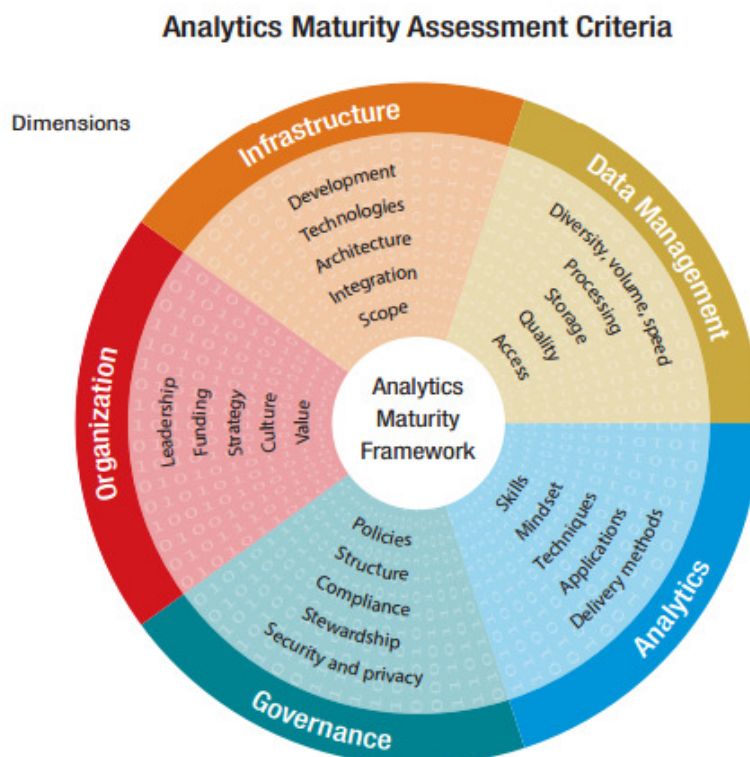 Analytics Maturity Assessment Criteria
Dimensions
Infrastructure
Development
Technologies
Architecture
Integration
Scope
Data Management
Diversity, volume, speed
Processing
Storage
Quality
Access
Organization
Leadership
Funding
Strategy
Culture
Value
Analytics
Maturity
Framework
Analytics
Skills
Mindset
Techniques
Applications
Delivery methods
Governance
Policies
Structure
Compliance
Stewardship
Security and privacy